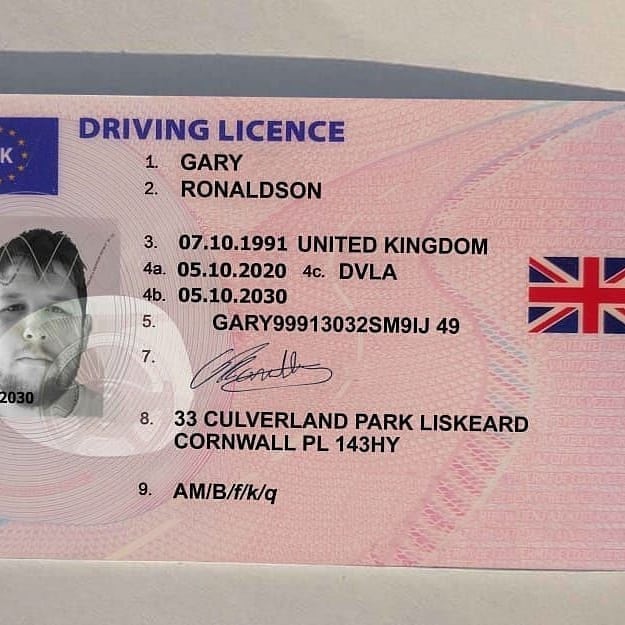 K
DRIVING LICENCE
1. GARY
2. RONALDSON
3. 07.10.1991 UNITED KINGDOM
4a. 05.10.2020 4c. DVLA
4b. 05.10.2030
5. GARY99913032SM9IJ 49
7.
2030
8. 33 CULVERLAND PARK LISKEARD
CORNWALL PL 143HY
9. AM/B/f/k/q